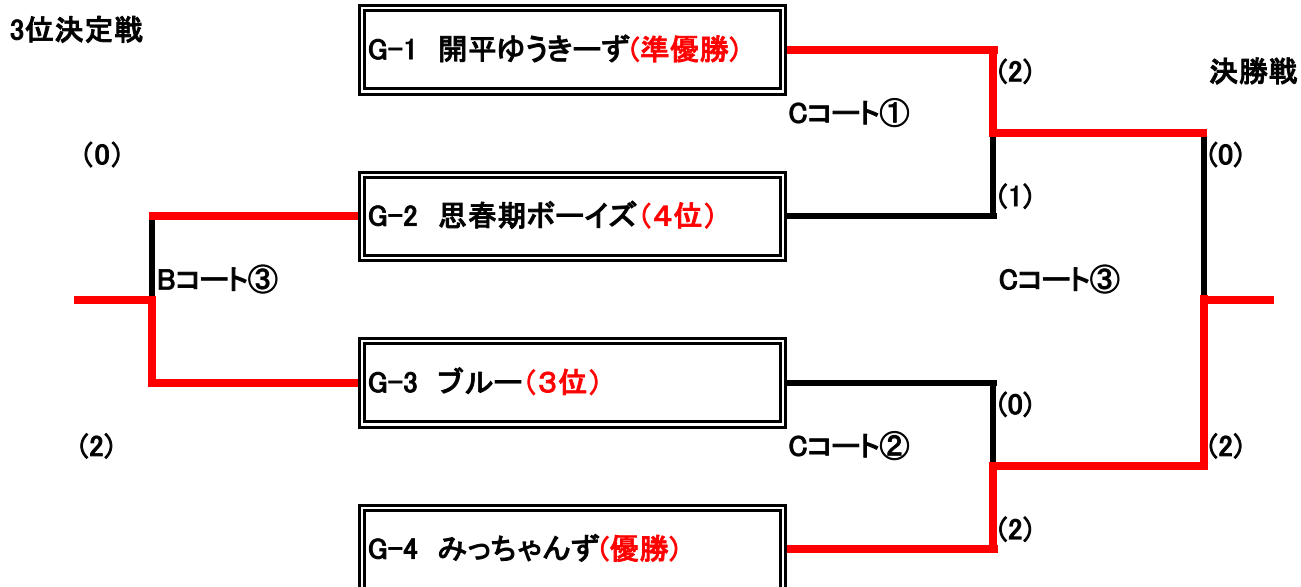 3位決定戦
G-1 開平ゆうきーず(準優勝)
(2)
決勝戦
Cコート①
(0)
(0)
(1)
G-2 思春期ボーイズ(４位)
Bコート③
Cコート③
G-3 ブルー(３位)
(0)
(2)
Cコート②
(2)
(2)
G-4 みっちゃんず(優勝)